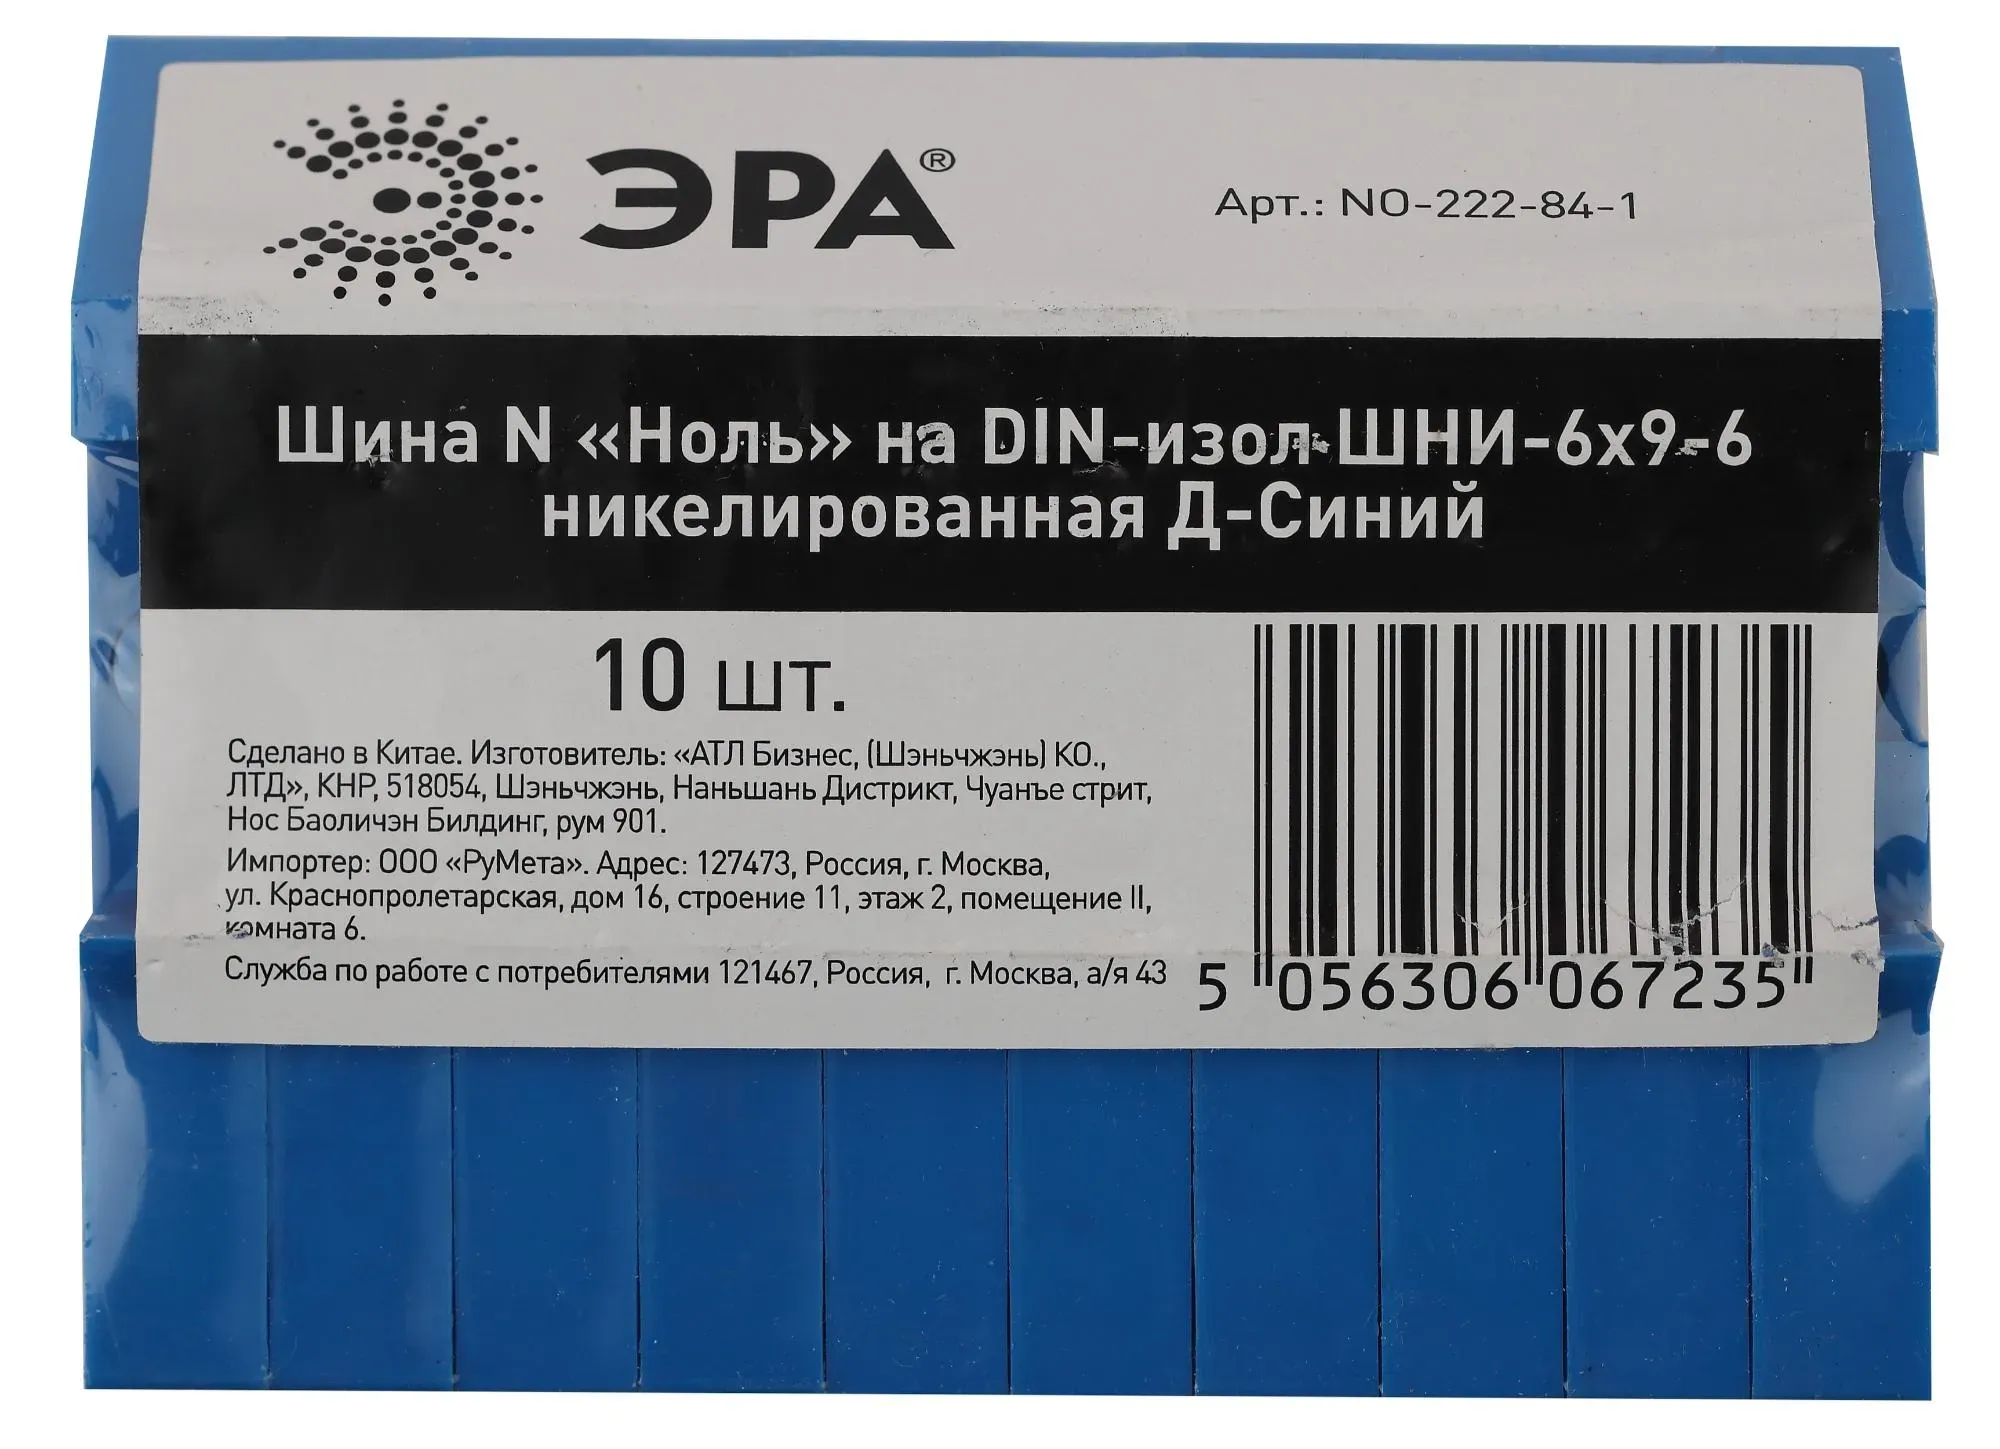 ЭРА®
Арт.: NO-222-84-1
Шина N «Ноль» на DIN-изол ШНИ-6х9-6
никелированная Д-Синий
10 шт.
Сделано в Китае. Изготовитель: «АТЛ Бизнес, (Шэньчжэнь) КО.,
ЛТД», КНР, 518054, Шэньчжэнь, Наньшань Дистрикт, Чуанъе стрит,
Нос Баоличэн Билдинг, рум 901.
Импортер: ООО «РуМета». Адрес: 127473, Россия, г. Москва,
ул. Краснопролетарская, дом 16, строение 11, этаж 2, помещение II,
комната 6.
Служба по работе с потребителями 121467, Россия, г. Москва, а/я 43
5 056306 067235